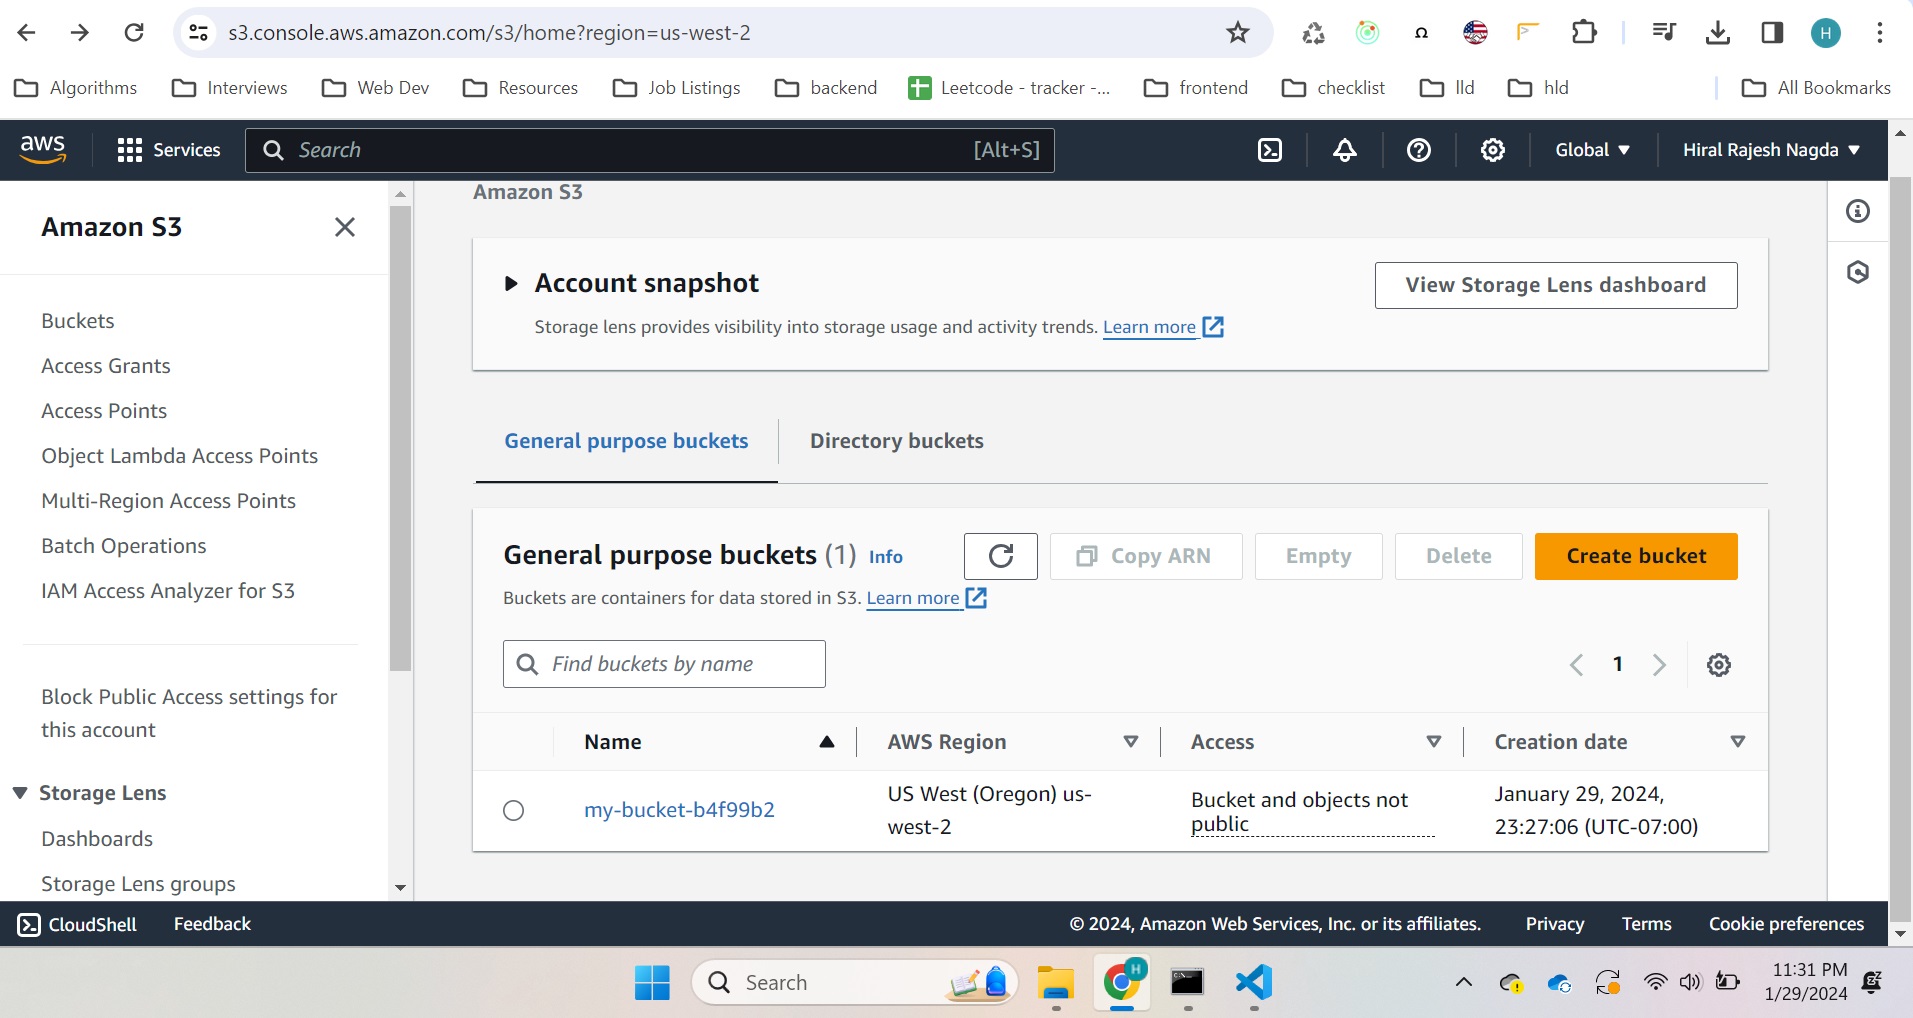 s3.console.aws.amazon.com/s3/home?region=us-west-2
H
Algorithms Interviews Web Dev Resources Job Listings backend Leetcode - tracker -... frontend checklist lld hld All Bookmarks
aws Services Search [Alt+S] Global Hiral Rajesh Nagda
Amazon S3
Buckets
Access Grants
Access Points
Object Lambda Access Points
Multi-Region Access Points
Batch Operations
IAM Access Analyzer for S3
Block Public Access settings for
this account
Storage Lens
Dashboards
Storage Lens groups
Amazon S3
Account snapshot
View Storage Lens dashboard
Storage lens provides visibility into storage usage and activity trends. Learn more
General purpose buckets Directory buckets
General purpose buckets (1) Info
Copy ARN Empty Delete Create bucket
Buckets are containers for data stored in S3. Learn more
Find buckets by name
1
Name AWS Region Access Creation date
my-bucket-b4f99b2
US West (Oregon) us-
west-2
Bucket and objects not
public
January 29, 2024,
23:27:06 (UTC-07:00)
CloudShell Feedback © 2024, Amazon Web Services, Inc. or its affiliates. Privacy Terms Cookie preferences
Search
H
11:31 PM
1/29/2024